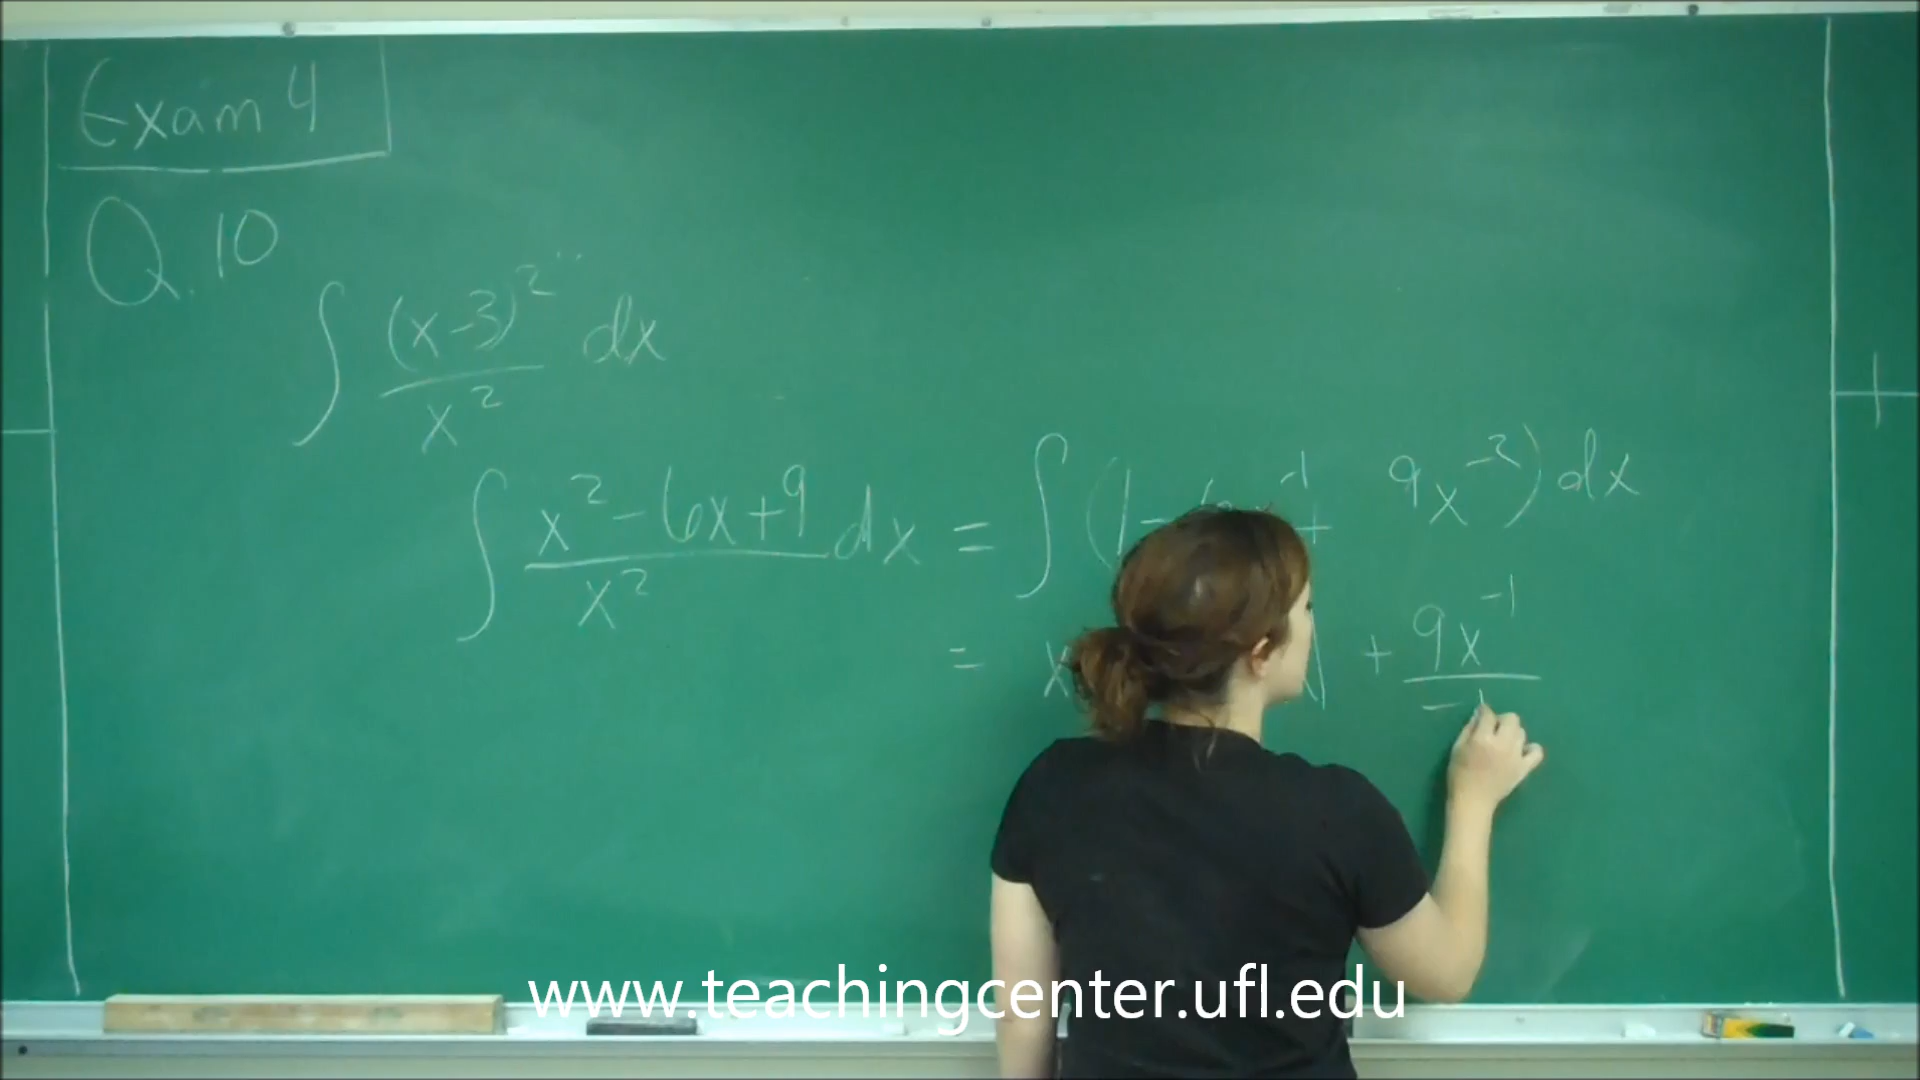 Exam 4
Q.10
∫ (x-3)² / x² dx
∫ x² - 6x + 9 / x² dx = ∫ (1 - x⁻¹ + 9x⁻²) dx
= x + 9x⁻¹ / -1
www.teachingcenter.ufl.edu